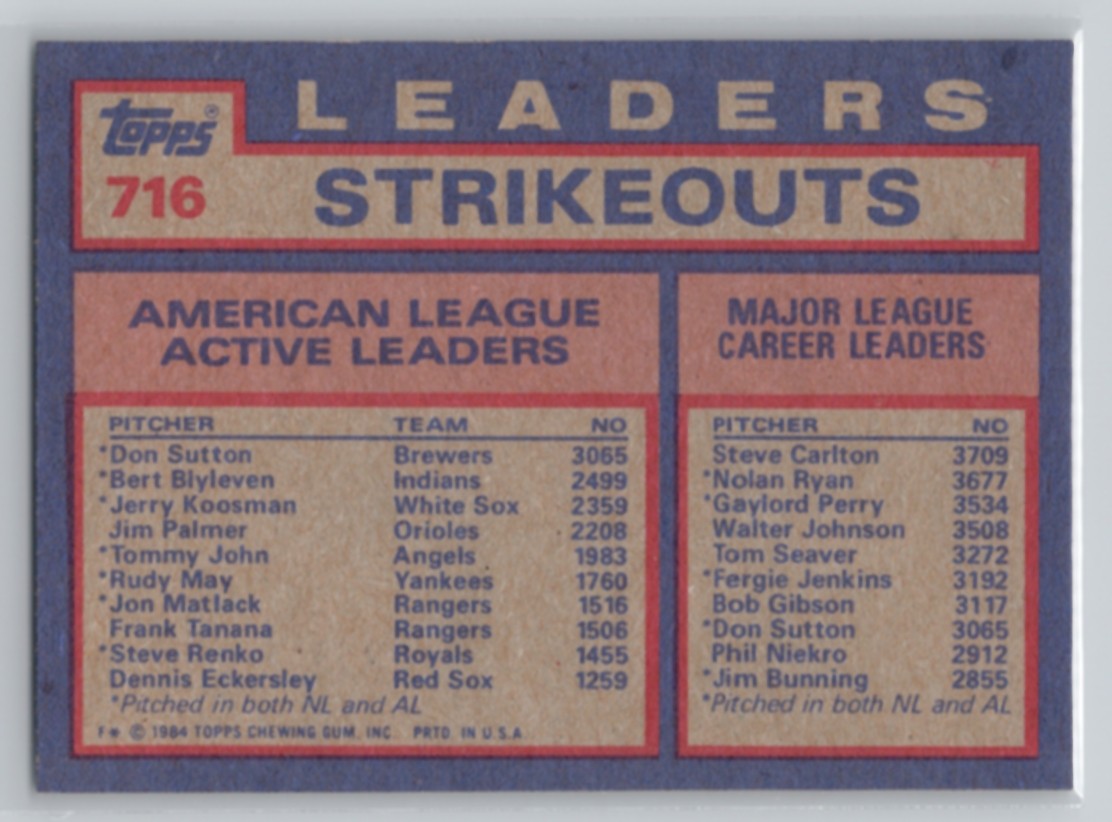 LEADERS
Topps®
716 STRIKEOUTS
AMERICAN LEAGUE
ACTIVE LEADERS
PITCHER TEAM NO
*Don Sutton Brewers 3065
*Bert Blyleven Indians 2499
*Jerry Koosman White Sox 2359
Jim Palmer Orioles 2208
*Tommy John Angels 1983
*Rudy May Yankees 1760
*Jon Matlack Rangers 1516
Frank Tanana Rangers 1506
*Steve Renko Royals 1455
Dennis Eckersley Red Sox 1259
*Pitched in both NL and AL
F* © 1984 TOPPS CHEWING GUM, INC. PRTD. IN U.S.A.
MAJOR LEAGUE
CAREER LEADERS
PITCHER NO
Steve Carlton 3709
*Nolan Ryan 3677
*Gaylord Perry 3534
Walter Johnson 3508
Tom Seaver 3272
*Fergie Jenkins 3192
Bob Gibson 3117
*Don Sutton 3065
Phil Niekro 2912
*Jim Bunning 2855
*Pitched in both NL and AL